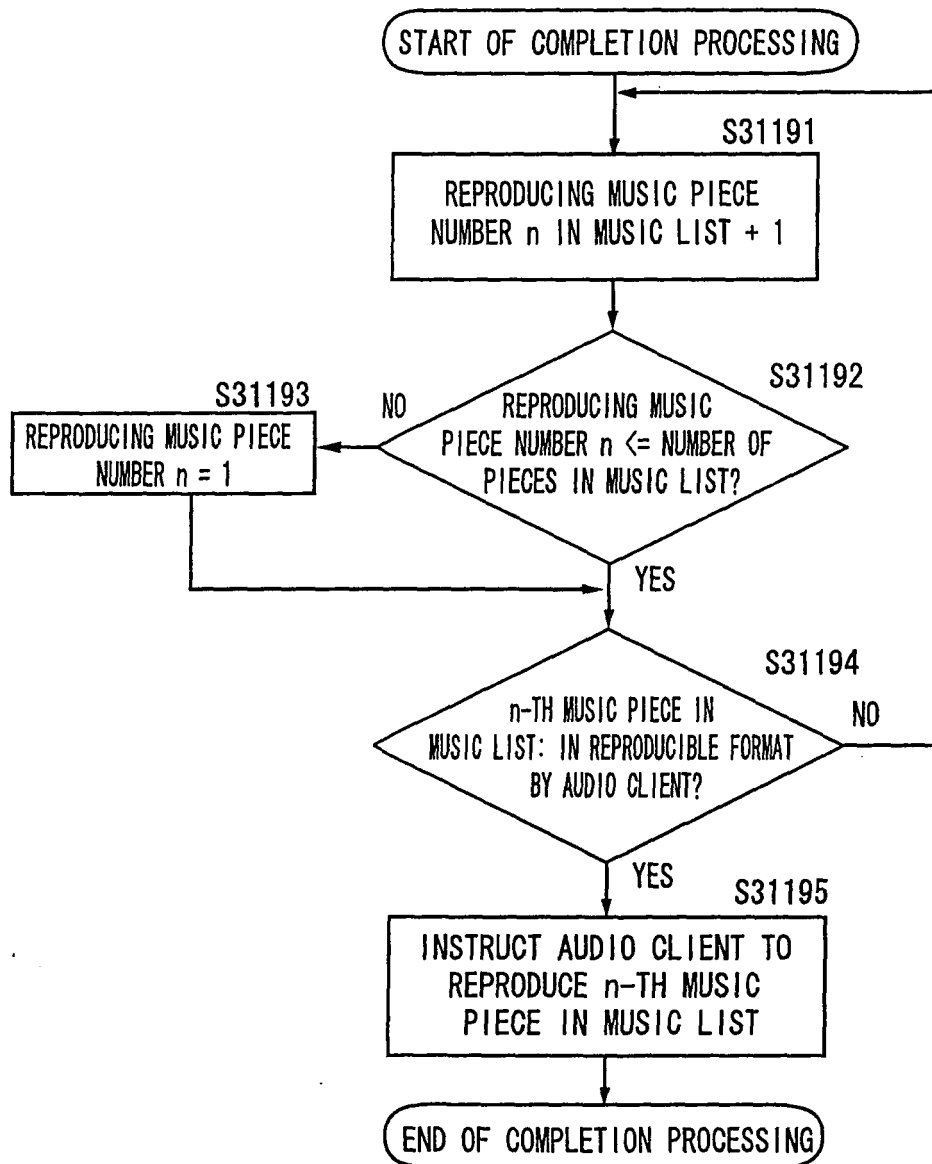 START OF COMPLETION PROCESSING
S31191
REPRODUCING MUSIC PIECE
NUMBER n IN MUSIC LIST + 1
S31192
REPRODUCING MUSIC
PIECE NUMBER n <= NUMBER OF
PIECES IN MUSIC LIST?
NO
S31193
REPRODUCING MUSIC PIECE
NUMBER n = 1
YES
S31194
n-TH MUSIC PIECE IN
MUSIC LIST: IN REPRODUCIBLE FORMAT
BY AUDIO CLIENT?
NO
YES
S31195
INSTRUCT AUDIO CLIENT TO
REPRODUCE n-TH MUSIC
PIECE IN MUSIC LIST
END OF COMPLETION PROCESSING